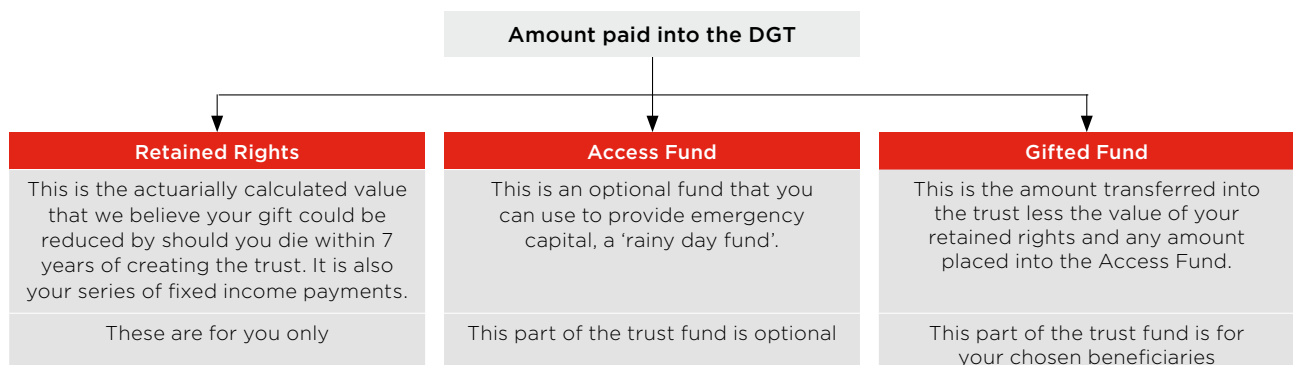 Amount paid into the DGT
Retained Rights
This is the actuarially calculated value
that we believe your gift could be
reduced by should you die within 7
years of creating the trust. It is also
your series of fixed income payments.
These are for you only
Access Fund
This is an optional fund that you
can use to provide emergency
capital, a ‘rainy day fund’.
This part of the trust fund is optional
Gifted Fund
This is the amount transferred into
the trust less the value of your
retained rights and any amount
placed into the Access Fund.
This part of the trust fund is for
your chosen beneficiaries